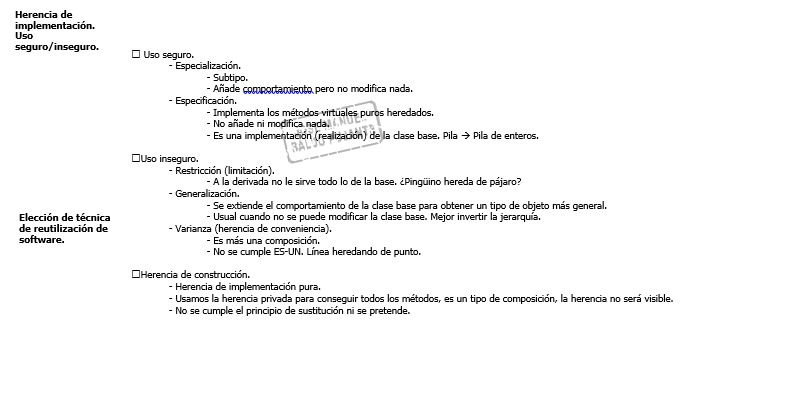 Herencia de
implementación.
Uso
seguro/inseguro.
☐ Uso seguro.
- Especialización.
- Subtipo.
- Añade comportamiento pero no modifica nada.
- Especificación.
- Implementa los métodos virtuales puros heredados.
- No añade ni modifica nada.
- Es una implementación (realización) de la clase base. Pila → Pila de enteros.
☐Uso inseguro.
- Restricción (limitación).
- A la derivada no le sirve todo lo de la base. ¿Pingüino hereda de pájaro?
- Generalización.
- Se extiende el comportamiento de la clase base para obtener un tipo de objeto más general.
- Usual cuando no se puede modificar la clase base. Mejor invertir la jerarquía.
- Varianza (herencia de conveniencia).
- Es más una composición.
- No se cumple ES-UN. Línea heredando de punto.
Elección de técnica
de reutilización de
software.
☐Herencia de construcción.
- Herencia de implementación pura.
- Usamos la herencia privada para conseguir todos los métodos, es un tipo de composición, la herencia no será visible.
- No se cumple el principio de sustitución ni se pretende.